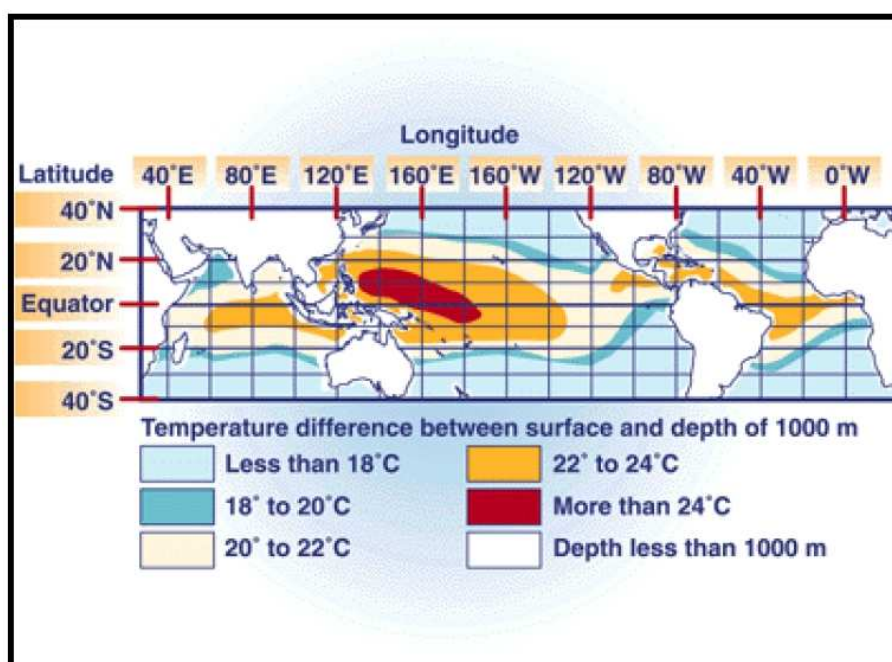 Longitude
Latitude 40˚E 80˚E 120˚E 160˚E 160˚W 120˚W 80˚W 40˚W 0˚W
40˚N
20˚N
Equator
20˚S
40˚S
Temperature difference between surface and depth of 1000 m
Less than 18˚C 22˚ to 24˚C
18˚ to 20˚C More than 24˚C
20˚ to 22˚C Depth less than 1000 m